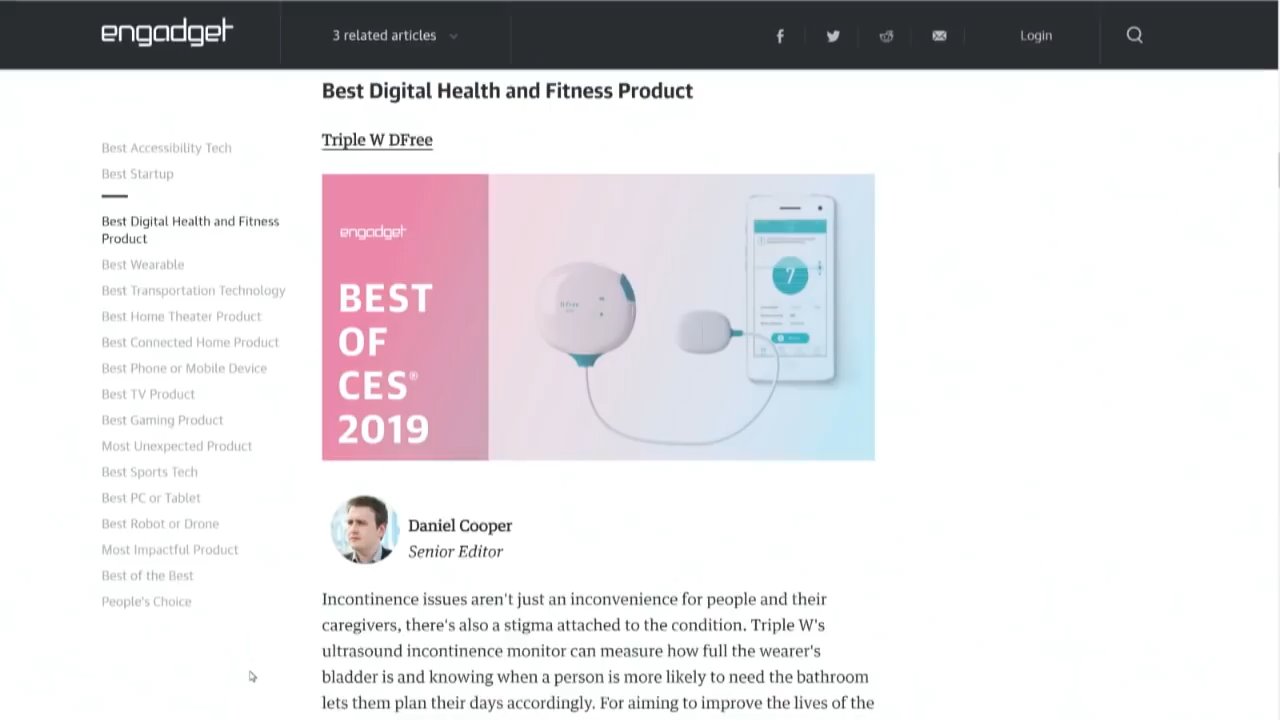 engadget
3 related articles
Login
Best Digital Health and Fitness Product
Triple W DFree
Best Accessibility Tech
Best Startup
Best Digital Health and Fitness
Product
Best Wearable
Best Transportation Technology
Best Home Theater Product
Best Connected Home Product
Best Phone or Mobile Device
Best TV Product
Best Gaming Product
Most Unexpected Product
Best Sports Tech
Best PC or Tablet
Best Robot or Drone
Most Impactful Product
Best of the Best
People's Choice
engadget
BEST
OF
CES®
2019
DFree
7
Daniel Cooper
Senior Editor
Incontinence issues aren't just an inconvenience for people and their
caregivers, there's also a stigma attached to the condition. Triple W's
ultrasound incontinence monitor can measure how full the wearer's
bladder is and knowing when a person is more likely to need the bathroom
lets them plan their days accordingly. For aiming to improve the lives of the